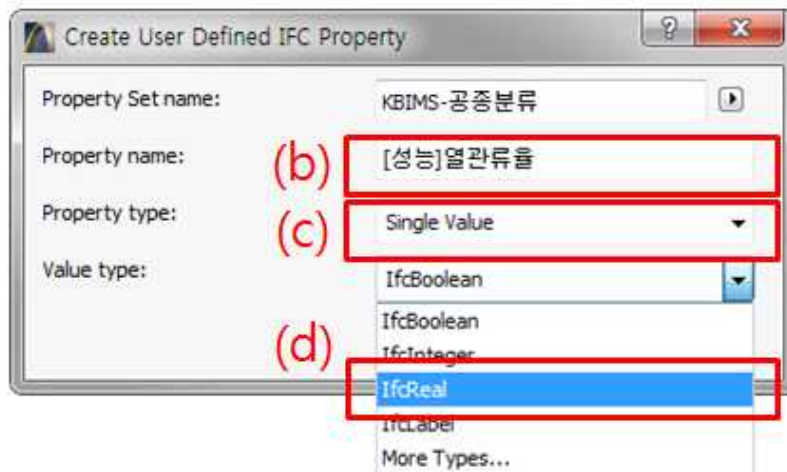 Create User Defined IFC Property
Property Set name: KBIMS-공종분류
Property name: (b) [성능]열관류율
Property type: (c) Single Value
Value type: IfcBoolean
IfcBoolean
(d) IfcInteger
IfcReal
IfcLabel
More Types...